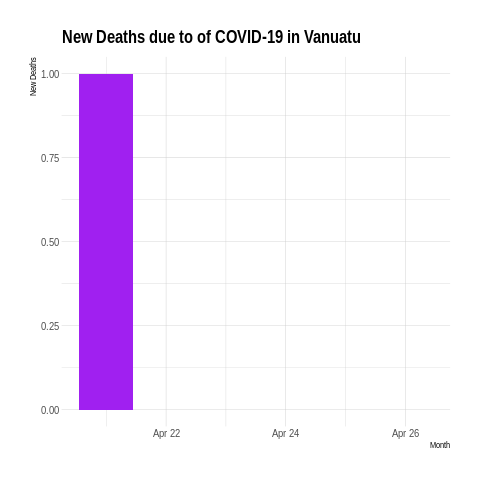 New Deaths due to of COVID-19 in Vanuatu
New Deaths
1.00
0.75
0.50
0.25
0.00
Apr 22 Apr 24 Apr 26
Month